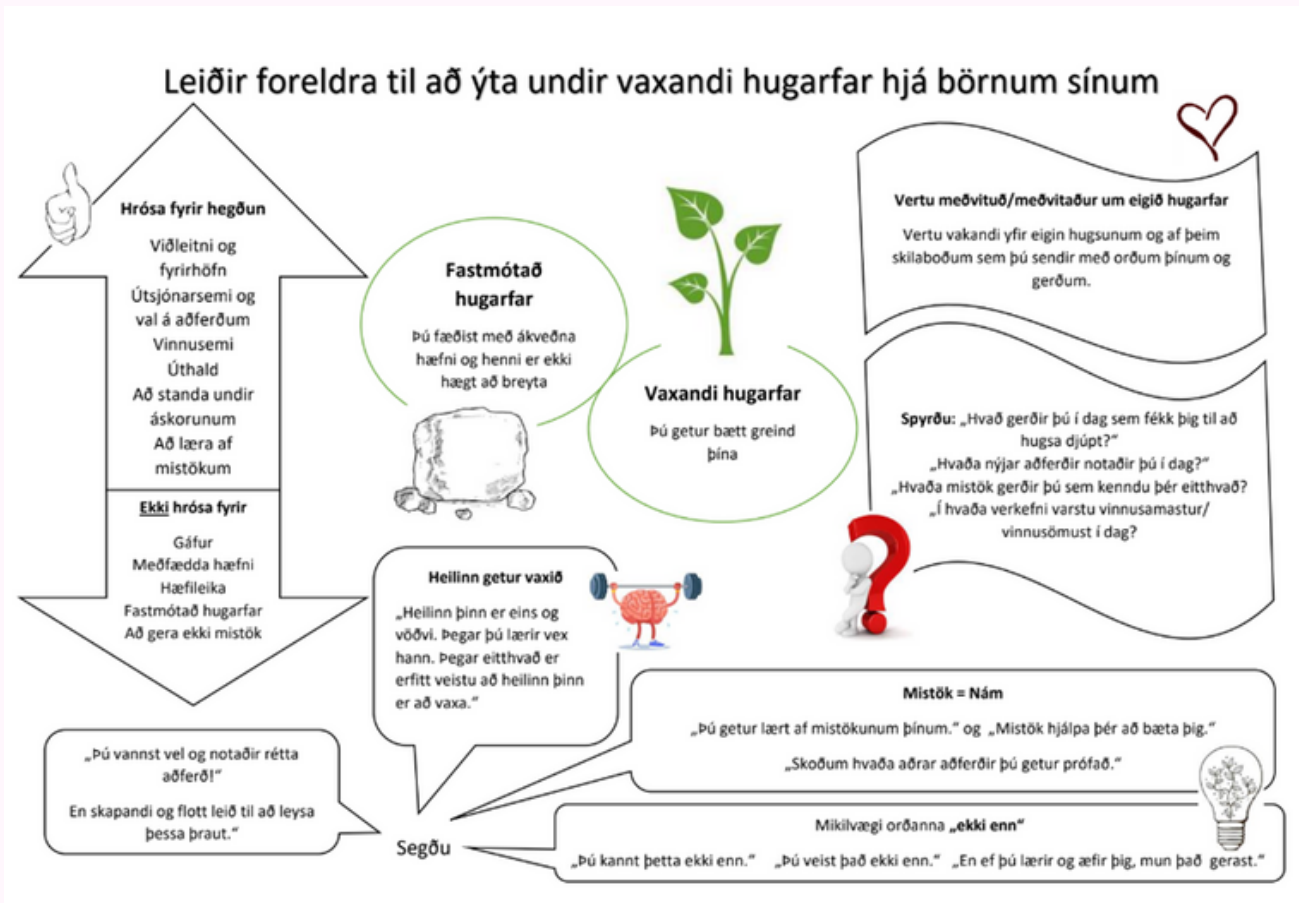 Leiðir foreldra til að ýta undir vaxandi hugarfar hjá börnum sínum
Hrósa fyrir hegðun
Viðleitni og
fyrirhöfn
Útsjónarsemi og
val á aðferðum
Vinnusemi
Úthald
Að standa undir
áskorunum
Að læra af
mistökum
Ekki hrósa fyrir
Gáfur
Meðfædda hæfni
Hæfileika
Fastmótað hugarfar
Að gera ekki mistök
Fastmótað
hugarfar
Þú fæðist með ákveðna
hæfni og henni er ekki
hægt að breyta
Vaxandi hugarfar
Þú getur bætt greind
þína
Vertu meðvituð/meðvitaður um eigið hugarfar
Vertu vakandi yfir eigin hugsunum og af þeim
skilaboðum sem þú sendir með orðum þínum og
gerðum.
Spyrðu: „Hvað gerðir þú í dag sem fékk þig til að
hugsa djúpt?“
„Hvaða nýjar aðferðir notaðir þú í dag?“
„Hvaða mistök gerðir þú sem kenndu þér eitthvað?
„Í hvaða verkefni varstu vinnusamastur/
vinnusömust í dag?
Heilinn getur vaxið
„Heilinn þinn er eins og
vöðvi. Þegar þú lærir vex
hann. Þegar eitthvað er
erfitt veistu að heilinn þinn
er að vaxa.“
Mistök = Nám
„Þú getur lært af mistökunum þínum.“ og „Mistök hjálpa þér að bæta þig.“
„Skoðum hvaða aðrar aðferðir þú getur prófað.“
„Þú vannst vel og notaðir rétta
aðferð!“
En skapandi og flott leið til að leysa
þessa þraut.“
Segðu
Mikilvægi orðanna „ekki enn“
„Þú kannt þetta ekki enn.“ „Þú veist það ekki enn.“ „En ef þú lærir og æfir þig, mun það gerast.“